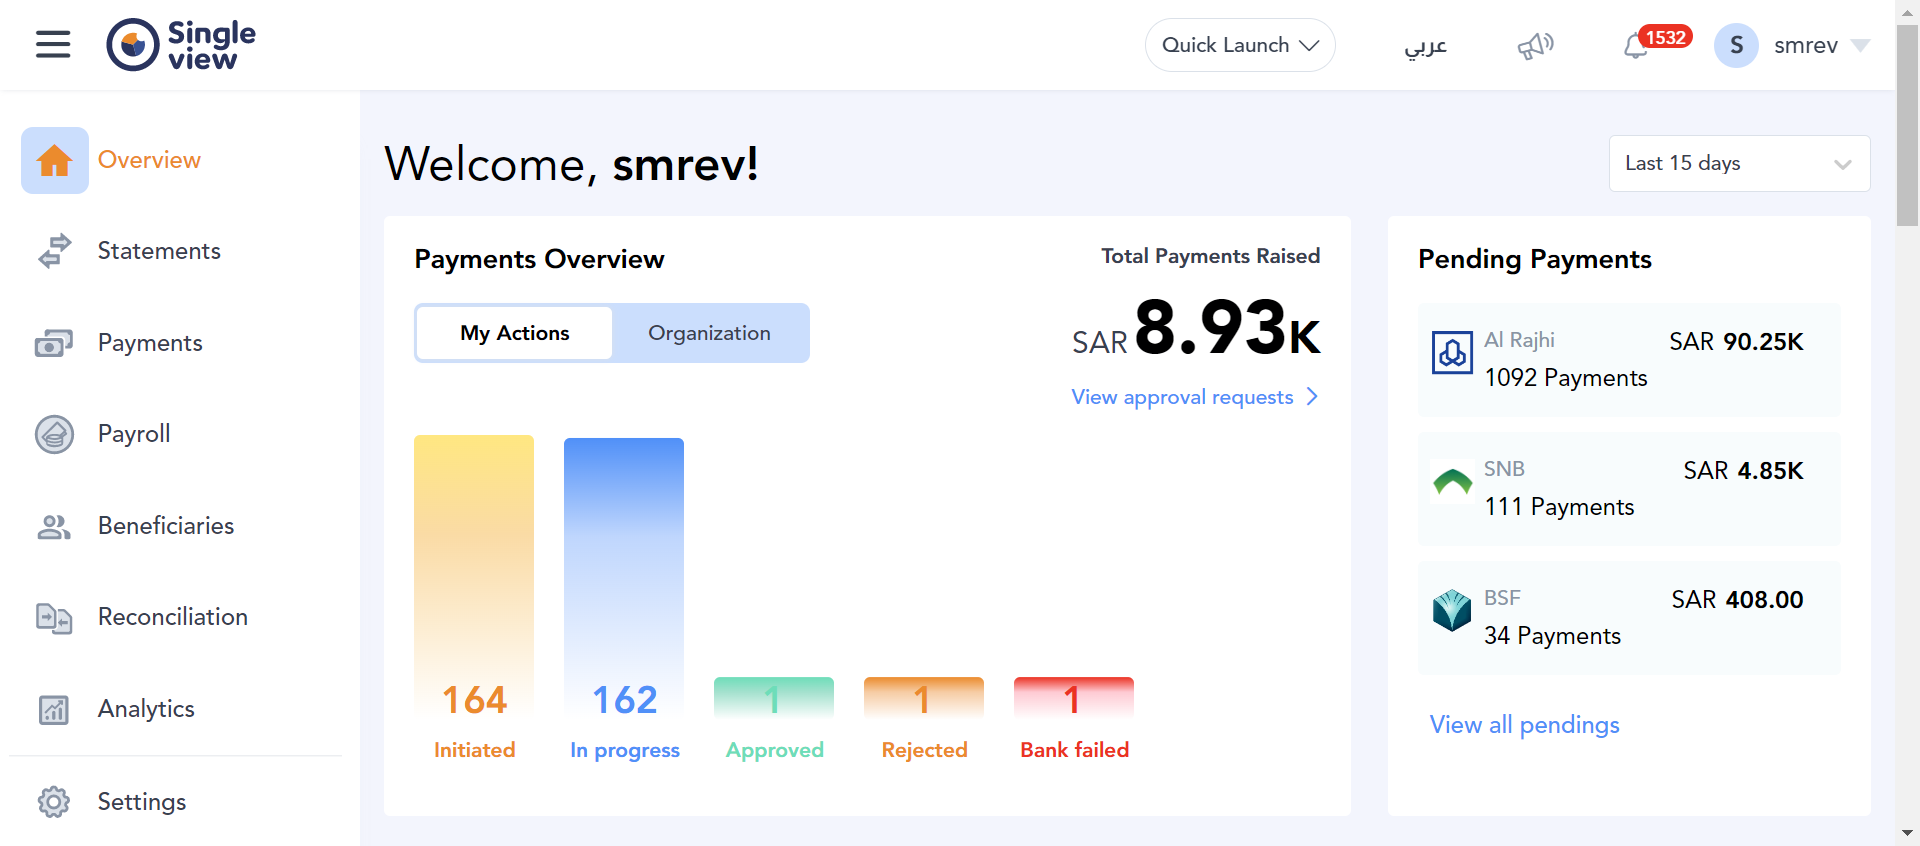 Single
view
Quick Launch
عربي
1532
S
smrev
Overview
Statements
Payments
Payroll
Beneficiaries
Reconciliation
Analytics
Settings
Welcome, smrev!
Last 15 days
Payments Overview
My Actions
Organization
Total Payments Raised
SAR 8.93K
View approval requests
164
Initiated
162
In progress
1
Approved
1
Rejected
1
Bank failed
Pending Payments
Al Rajhi
SAR 90.25K
1092 Payments
SNB
SAR 4.85K
111 Payments
BSF
SAR 408.00
34 Payments
View all pendings